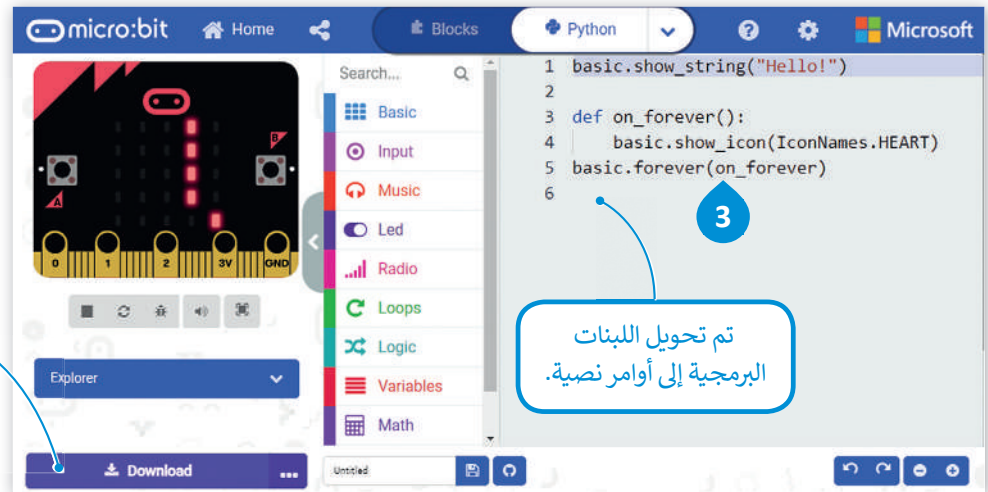 micro:bit
Home
Blocks
Python
?
Microsoft
B
A
0
1
2
3V
GND
Explorer
Download
...
Search...
Basic
Input
Music
Led
Radio
Loops
Logic
Variables
Math
Untitled
1 basic.show_string("Hello!")
2
3 def on_forever():
4     basic.show_icon(IconNames.HEART)
5 basic.forever(on_forever)
6
3
تم تحويل اللبنات
البرمجية إلى أوامر نصية.